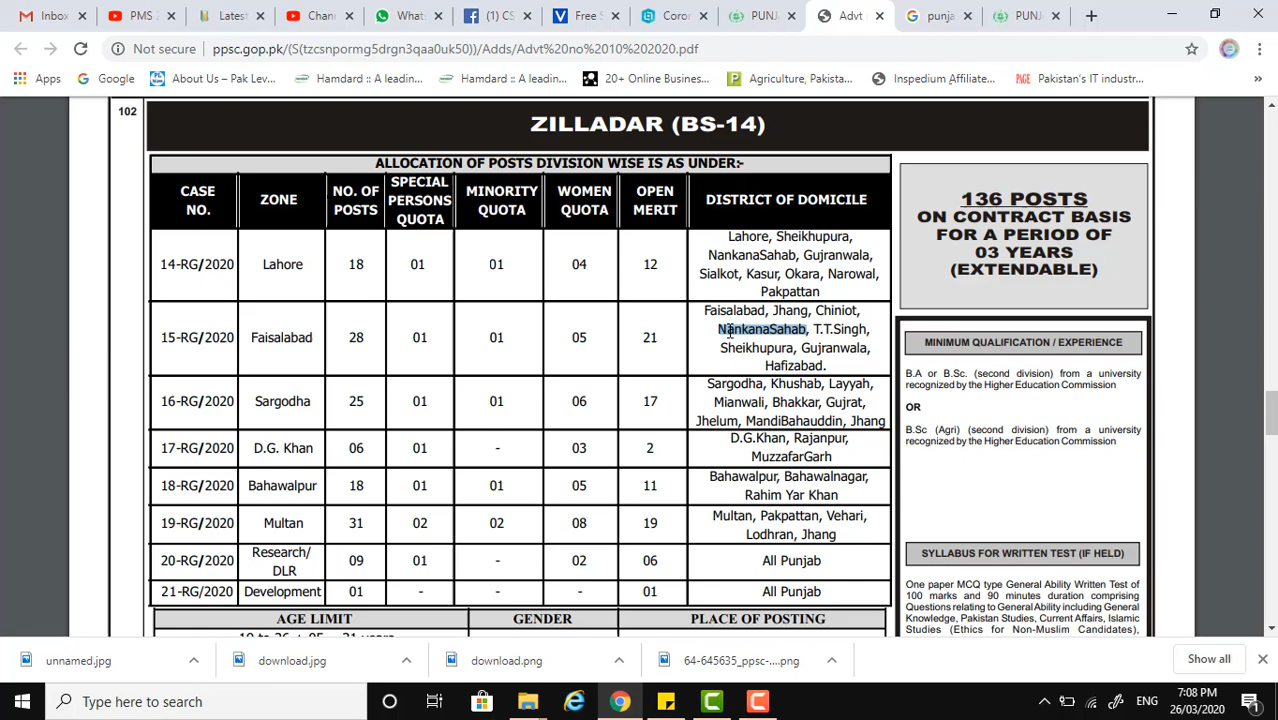 Inbox
PMS
Latest
Chann
Whats
(1) CS
Free S
Coron
PUNJ
Advt
punja
PUN
Not secure
ppsc.gop.pk/(S(tzcsnpormg5drgn3qaa0uk50))/Adds/Advt%20no%2010%202020.pdf
Apps
Google
About Us – Pak Lev...
Hamdard :: A leadin...
Hamdard :: A leadin...
20+ Online Busines...
Agriculture, Pakista...
Inspedium Affiliate...
Pakistan's IT industr...
102
ZILLADAR (BS-14)
ALLOCATION OF POSTS DIVISION WISE IS AS UNDER:-
CASE NO.
ZONE
NO. OF POSTS
SPECIAL PERSONS QUOTA
MINORITY QUOTA
WOMEN QUOTA
OPEN MERIT
DISTRICT OF DOMICILE
14-RG/2020 Lahore 18 01 01 04 12
Lahore, Sheikhupura,
NankanaSahab, Gujranwala,
Sialkot, Kasur, Okara, Narowal,
Pakpattan
15-RG/2020 Faisalabad 28 01 01 05 21
Faisalabad, Jhang, Chiniot,
NankanaSahab, T.T.Singh,
Sheikhupura, Gujranwala,
Hafizabad.
16-RG/2020 Sargodha 25 01 01 06 17
Sargodha, Khushab, Layyah,
Mianwali, Bhakkar, Gujrat,
Jhelum, MandiBahauddin, Jhang
17-RG/2020 D.G. Khan 06 01 - 03 2
D.G.Khan, Rajanpur,
MuzzafarGarh
18-RG/2020 Bahawalpur 18 01 01 05 11
Bahawalpur, Bahawalnagar,
Rahim Yar Khan
19-RG/2020 Multan 31 02 02 08 19
Multan, Pakpattan, Vehari,
Lodhran, Jhang
20-RG/2020 Research/ DLR 09 01 - 02 06 All Punjab
21-RG/2020 Development 01 - - - 01 All Punjab
AGE LIMIT
GENDER
PLACE OF POSTING
136 POSTS
ON CONTRACT BASIS
FOR A PERIOD OF
03 YEARS
(EXTENDABLE)
MINIMUM QUALIFICATION / EXPERIENCE
B.A or B.Sc. (second division) from a university
recognized by the Higher Education Commission
OR
B.Sc (Agri) (second division) from a university
recognized by the Higher Education Commission
SYLLABUS FOR WRITTEN TEST (IF HELD)
One paper MCQ type General Ability Written Test of
100 marks and 90 minutes duration comprising
Questions relating to General Ability including General
Knowledge, Pakistan Studies, Current Affairs, Islamic
Studies (Ethics for Non-Muslim Candidates),
unnamed.jpg
download.jpg
download.png
64-645635_ppsc-....png
Show all
Type here to search
ENG
7:08 PM
26/03/2020